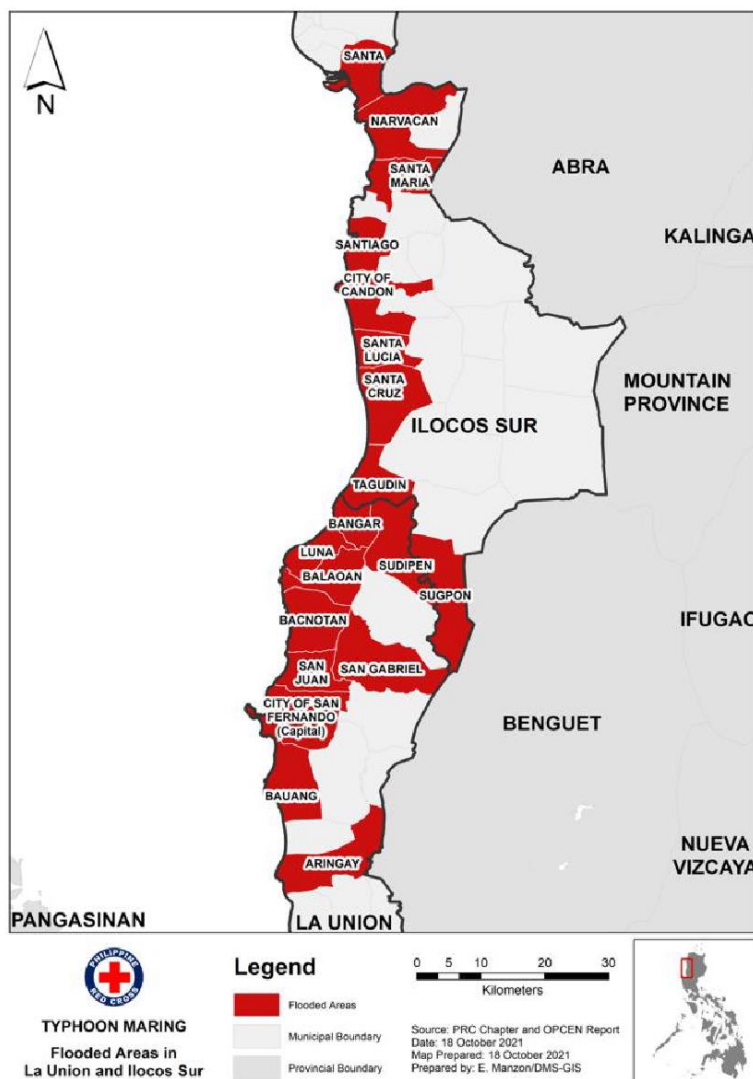 SANTA
N
NARVACAN
SANTA
MARIA
ABRA
KALINGA
SANTIAGO
CITY OF
CANDON
SANTA
LUCIA
SANTA
CRUZ
MOUNTAIN
PROVINCE
ILOCOS SUR
TAGUDIN
BANGAR
LUNA
SUDIPEN
BALAOAN
SUGPON
BACNOTAN
IFUGAO
SAN
JUAN
SAN GABRIEL
CITY OF SAN
FERNANDO
(Capital)
BENGUET
BAUANG
NUEVA
VIZCAYA
ARINGAY
PANGASINAN
LA UNION
PHILIPPINE
RED CROSS
TYPHOON MARING
Flooded Areas in
La Union and Ilocos Sur
Legend
Flooded Areas
Municipal Boundary
Provincial Boundary
0 5 10 20 30
Kilometers
Source: PRC Chapter and OPCEN Report
Date: 18 October 2021
Map Prepared: 18 October 2021
Prepared by: E. Manzon/DMS-GIS